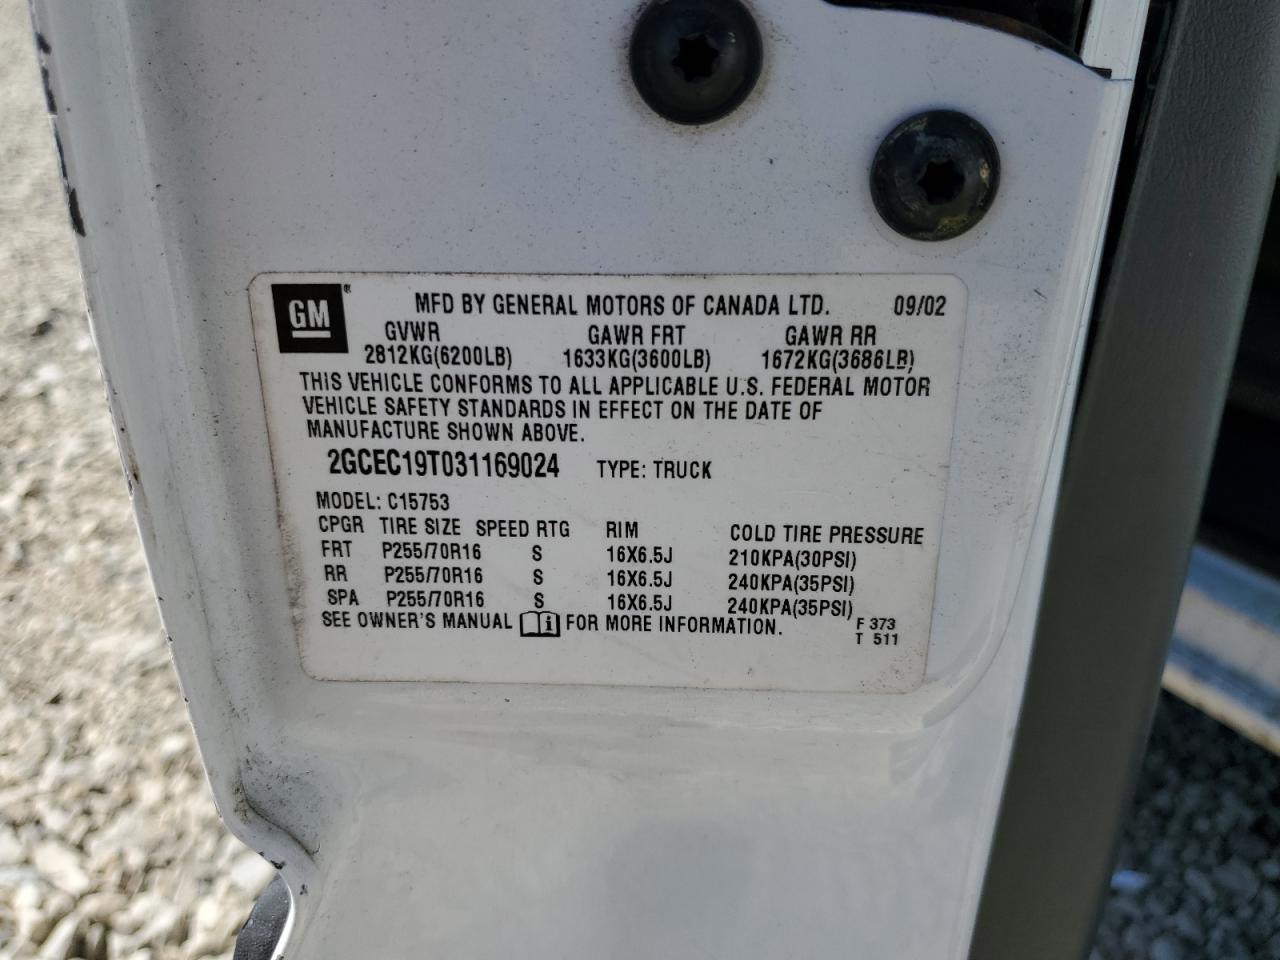 GM ® MFD BY GENERAL MOTORS OF CANADA LTD. 09/02
GVWR GAWR FRT GAWR RR
2812KG(6200LB) 1633KG(3600LB) 1672KG(3686LB)
THIS VEHICLE CONFORMS TO ALL APPLICABLE U.S. FEDERAL MOTOR
VEHICLE SAFETY STANDARDS IN EFFECT ON THE DATE OF
MANUFACTURE SHOWN ABOVE.
2GCEC19T031169024 TYPE: TRUCK
MODEL: C15753
CPGR TIRE SIZE SPEED RTG RIM COLD TIRE PRESSURE
FRT P255/70R16 S 16X6.5J 210KPA(30PSI)
RR P255/70R16 S 16X6.5J 240KPA(35PSI)
SPA P255/70R16 S 16X6.5J 240KPA(35PSI)
SEE OWNER'S MANUAL i FOR MORE INFORMATION. F 373
T 511